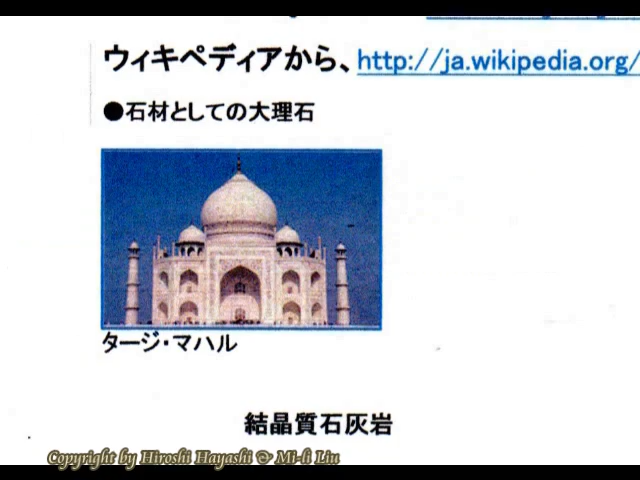 ウィキペディアから、http://ja.wikipedia.org/
●石材としての大理石
タージ・マハル
結晶質石灰岩
Copyright by Hiroshi Hayashi & Mi-li Liu